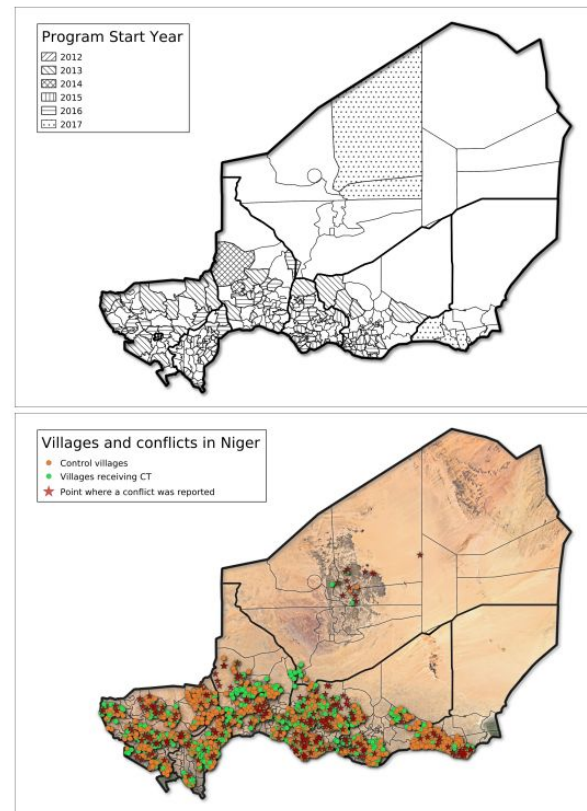 Program Start Year
2012
2013
2014
2015
2016
2017
Villages and conflicts in Niger
Control villages
Villages receiving CT
Point where a conflict was reported